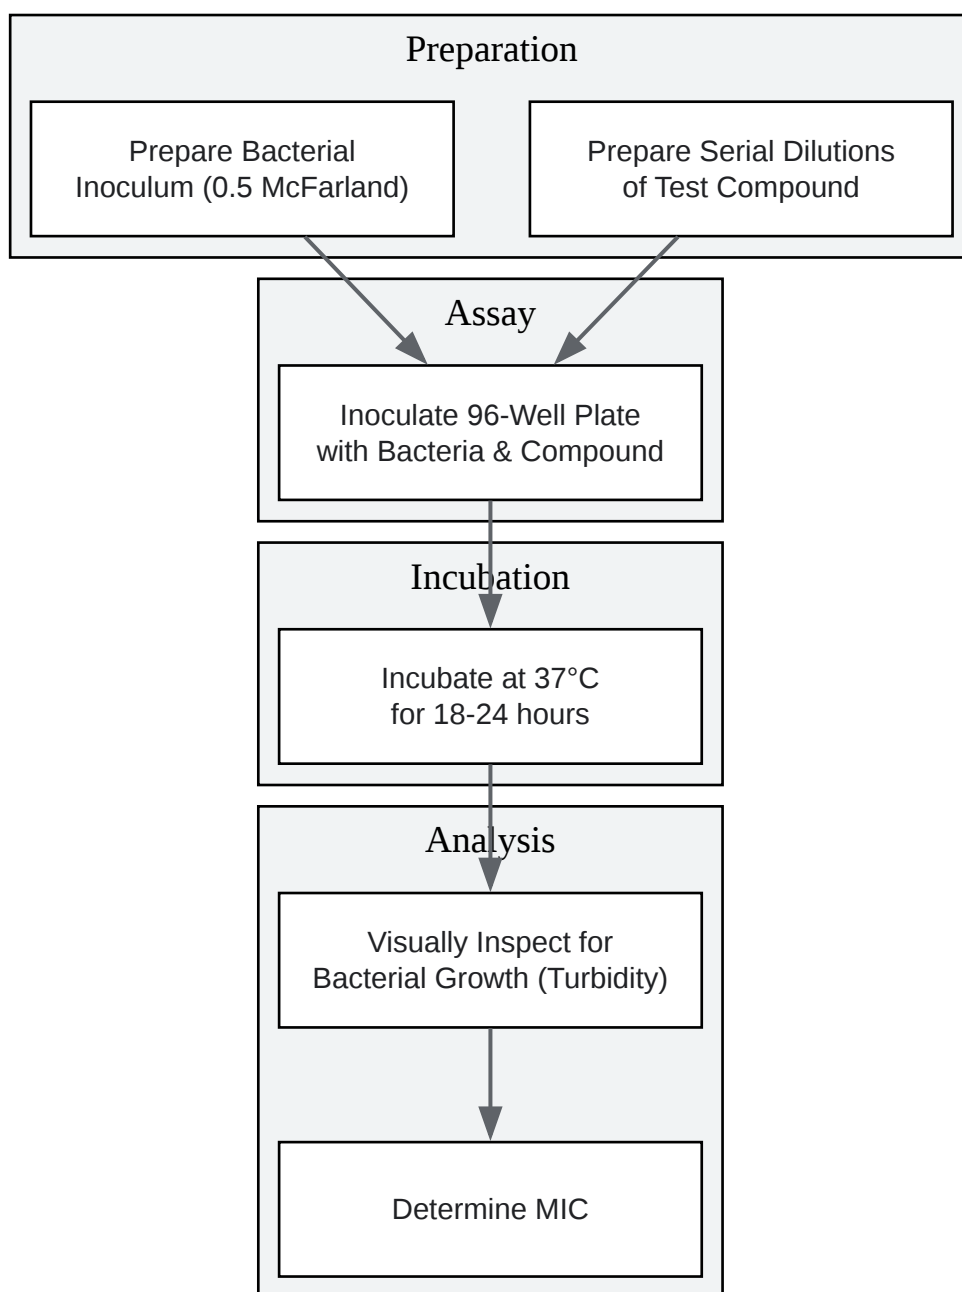 Preparation
Prepare Bacterial
Inoculum (0.5 McFarland)
Prepare Serial Dilutions
of Test Compound
Assay
Inoculate 96-Well Plate
with Bacteria & Compound
Incubation
Incubate at 37°C
for 18-24 hours
Analysis
Visually Inspect for
Bacterial Growth (Turbidity)
Determine MIC